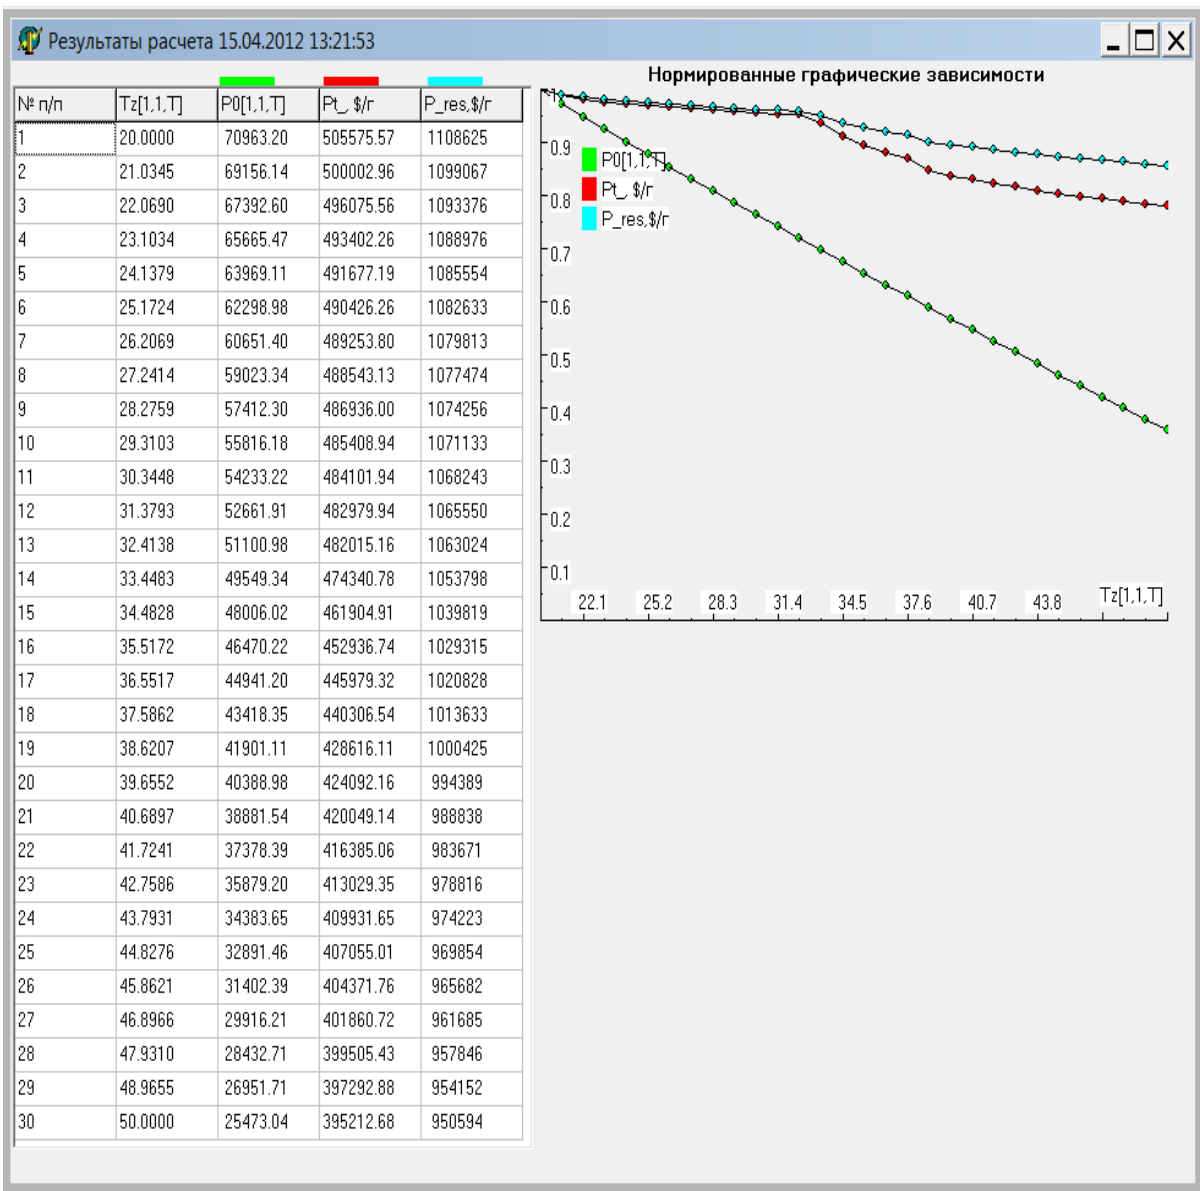 Результаты расчета 15.04.2012 13:21:53
№ п/п Tz[1,1,T] P0[1,1,T] Pt_, $/г P_res,$/г
1 20.0000 70963.20 505575.57 1108625
2 21.0345 69156.14 500002.96 1099067
3 22.0690 67392.60 496075.56 1093376
4 23.1034 65665.47 493402.26 1088976
5 24.1379 63969.11 491677.19 1085554
6 25.1724 62298.98 490426.26 1082633
7 26.2069 60651.40 489253.80 1079813
8 27.2414 59023.34 488543.13 1077474
9 28.2759 57412.30 486936.00 1074256
10 29.3103 55816.18 485408.94 1071133
11 30.3448 54233.22 484101.94 1068243
12 31.3793 52661.91 482979.94 1065550
13 32.4138 51100.98 482015.16 1063024
14 33.4483 49549.34 474340.78 1053798
15 34.4828 48006.02 461904.91 1039819
16 35.5172 46470.22 452936.74 1029315
17 36.5517 44941.20 445979.32 1020828
18 37.5862 43418.35 440306.54 1013633
19 38.6207 41901.11 428616.11 1000425
20 39.6552 40388.98 424092.16 994389
21 40.6897 38881.54 420049.14 988838
22 41.7241 37378.39 416385.06 983671
23 42.7586 35879.20 413029.35 978816
24 43.7931 34383.65 409931.65 974223
25 44.8276 32891.46 407055.01 969854
26 45.8621 31402.39 404371.76 965682
27 46.8966 29916.21 401860.72 961685
28 47.9310 28432.71 399505.43 957846
29 48.9655 26951.71 397292.88 954152
30 50.0000 25473.04 395212.68 950594
Нормированные графические зависимости
1
0.9
0.8
0.7
0.6
0.5
0.4
0.3
0.2
0.1
P0[1,1,T]
Pt_, $/г
P_res,$/г
22.1 25.2 28.3 31.4 34.5 37.6 40.7 43.8 Tz[1,1,T]